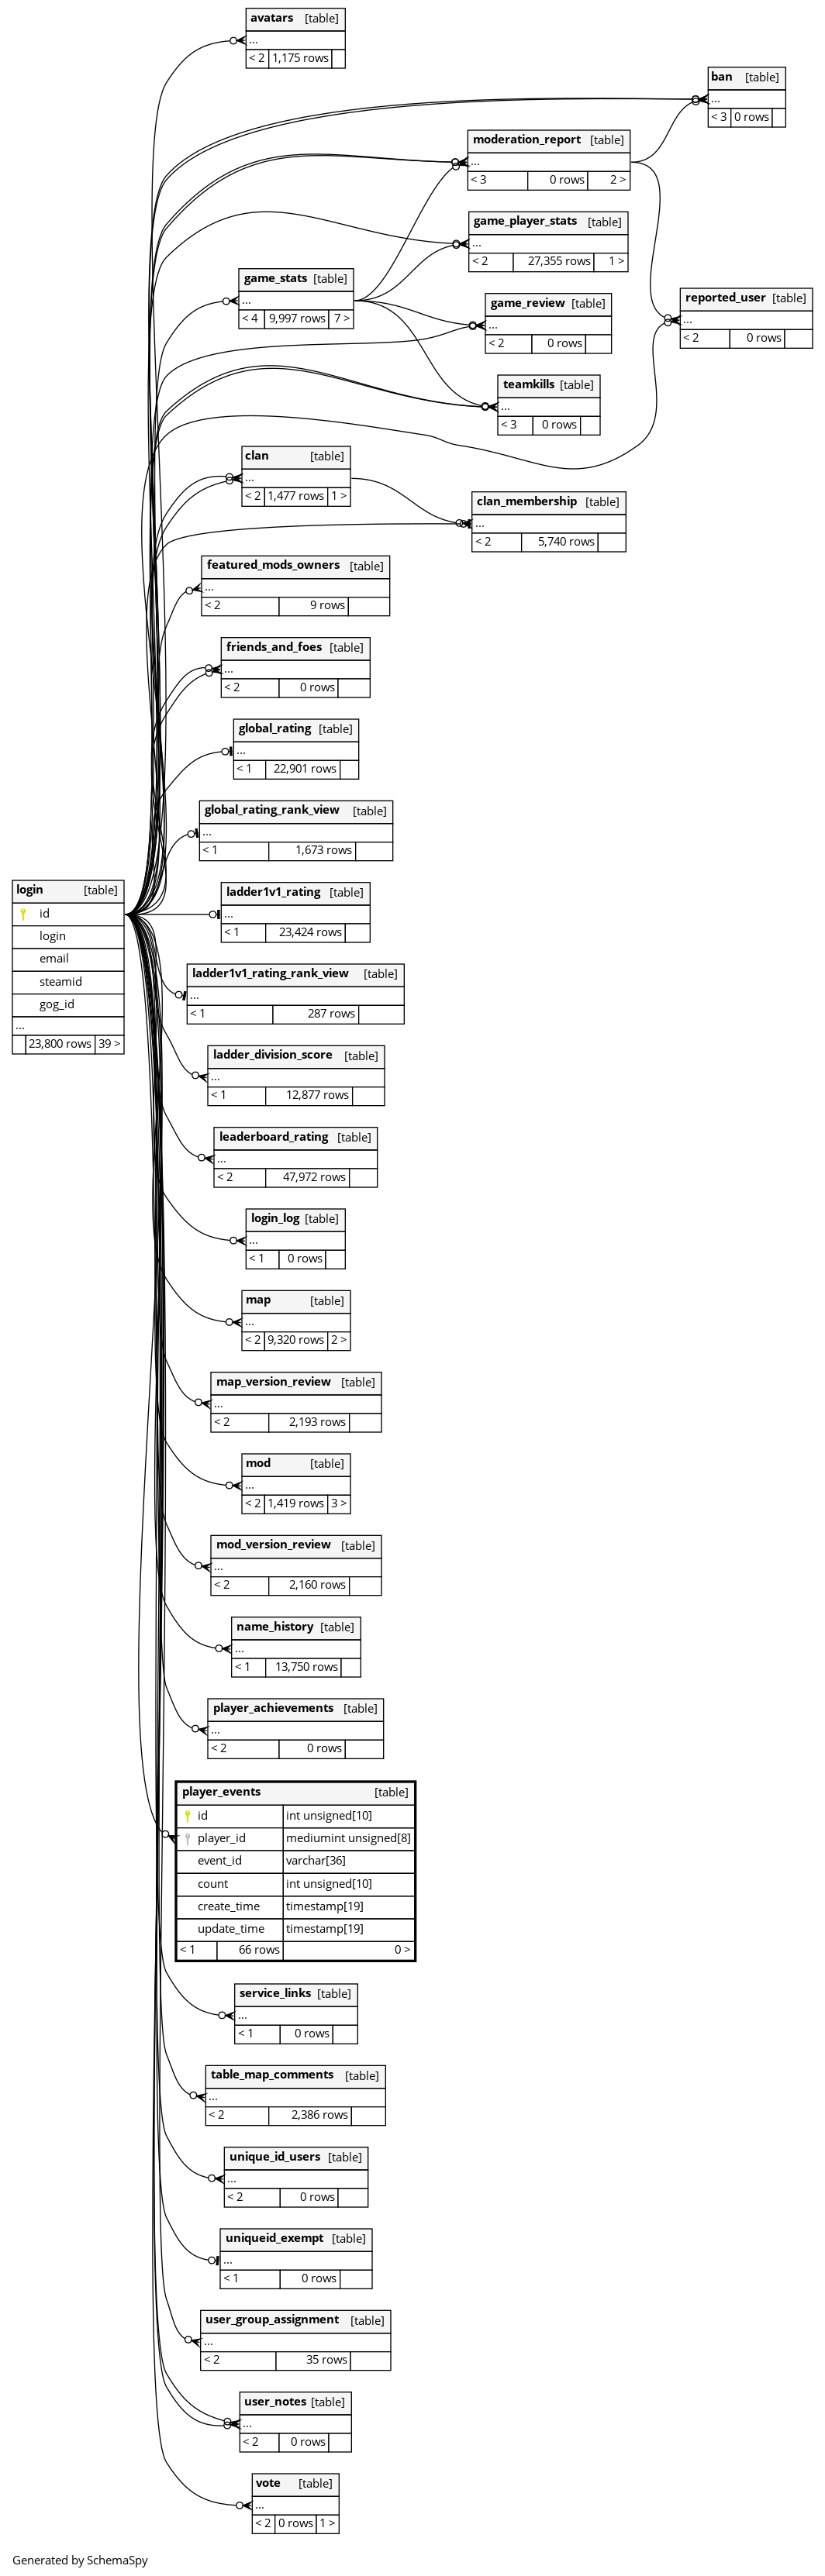 avatars [table]
...
< 2 1,175 rows
ban [table]
...
< 3 0 rows
moderation_report [table]
...
< 3 0 rows 2 >
game_player_stats [table]
...
< 2 27,355 rows 1 >
game_stats [table]
...
< 4 9,997 rows 7 >
game_review [table]
...
< 2 0 rows
reported_user [table]
...
< 2 0 rows
teamkills [table]
...
< 3 0 rows
clan [table]
...
< 2 1,477 rows 1 >
clan_membership [table]
...
< 2 5,740 rows
featured_mods_owners [table]
...
< 2 9 rows
friends_and_foes [table]
...
< 2 0 rows
global_rating [table]
...
< 1 22,901 rows
global_rating_rank_view [table]
...
< 1 1,673 rows
login [table]
id
login
email
steamid
gog_id
...
23,800 rows 39 >
ladder1v1_rating [table]
...
< 1 23,424 rows
ladder1v1_rating_rank_view [table]
...
< 1 287 rows
ladder_division_score [table]
...
< 1 12,877 rows
leaderboard_rating [table]
...
< 2 47,972 rows
login_log [table]
...
< 1 0 rows
map [table]
...
< 2 9,320 rows 2 >
map_version_review [table]
...
< 2 2,193 rows
mod [table]
...
< 2 1,419 rows 3 >
mod_version_review [table]
...
< 2 2,160 rows
name_history [table]
...
< 1 13,750 rows
player_achievements [table]
...
< 2 0 rows
player_events [table]
id int unsigned[10]
player_id mediumint unsigned[8]
event_id varchar[36]
count int unsigned[10]
create_time timestamp[19]
update_time timestamp[19]
< 1 66 rows 0 >
service_links [table]
...
< 1 0 rows
table_map_comments [table]
...
< 2 2,386 rows
unique_id_users [table]
...
< 2 0 rows
uniqueid_exempt [table]
...
< 1 0 rows
user_group_assignment [table]
...
< 2 35 rows
user_notes [table]
...
< 2 0 rows
vote [table]
...
< 2 0 rows 1 >
Generated by SchemaSpy